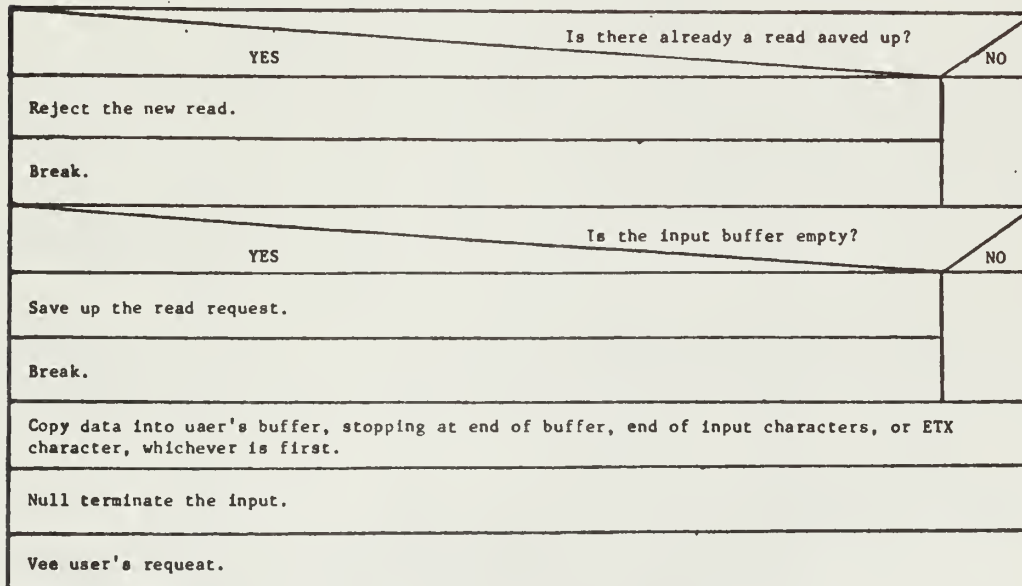 Is there already a read aaved up?
YES
NO
Reject the new read.
Break.
Is the input buffer empty?
YES
NO
Save up the read request.
Break.
Copy data into user's buffer, stopping at end of buffer, end of input characters, or ETX
character, whichever is first.
Null terminate the input.
Vee user's requeat.